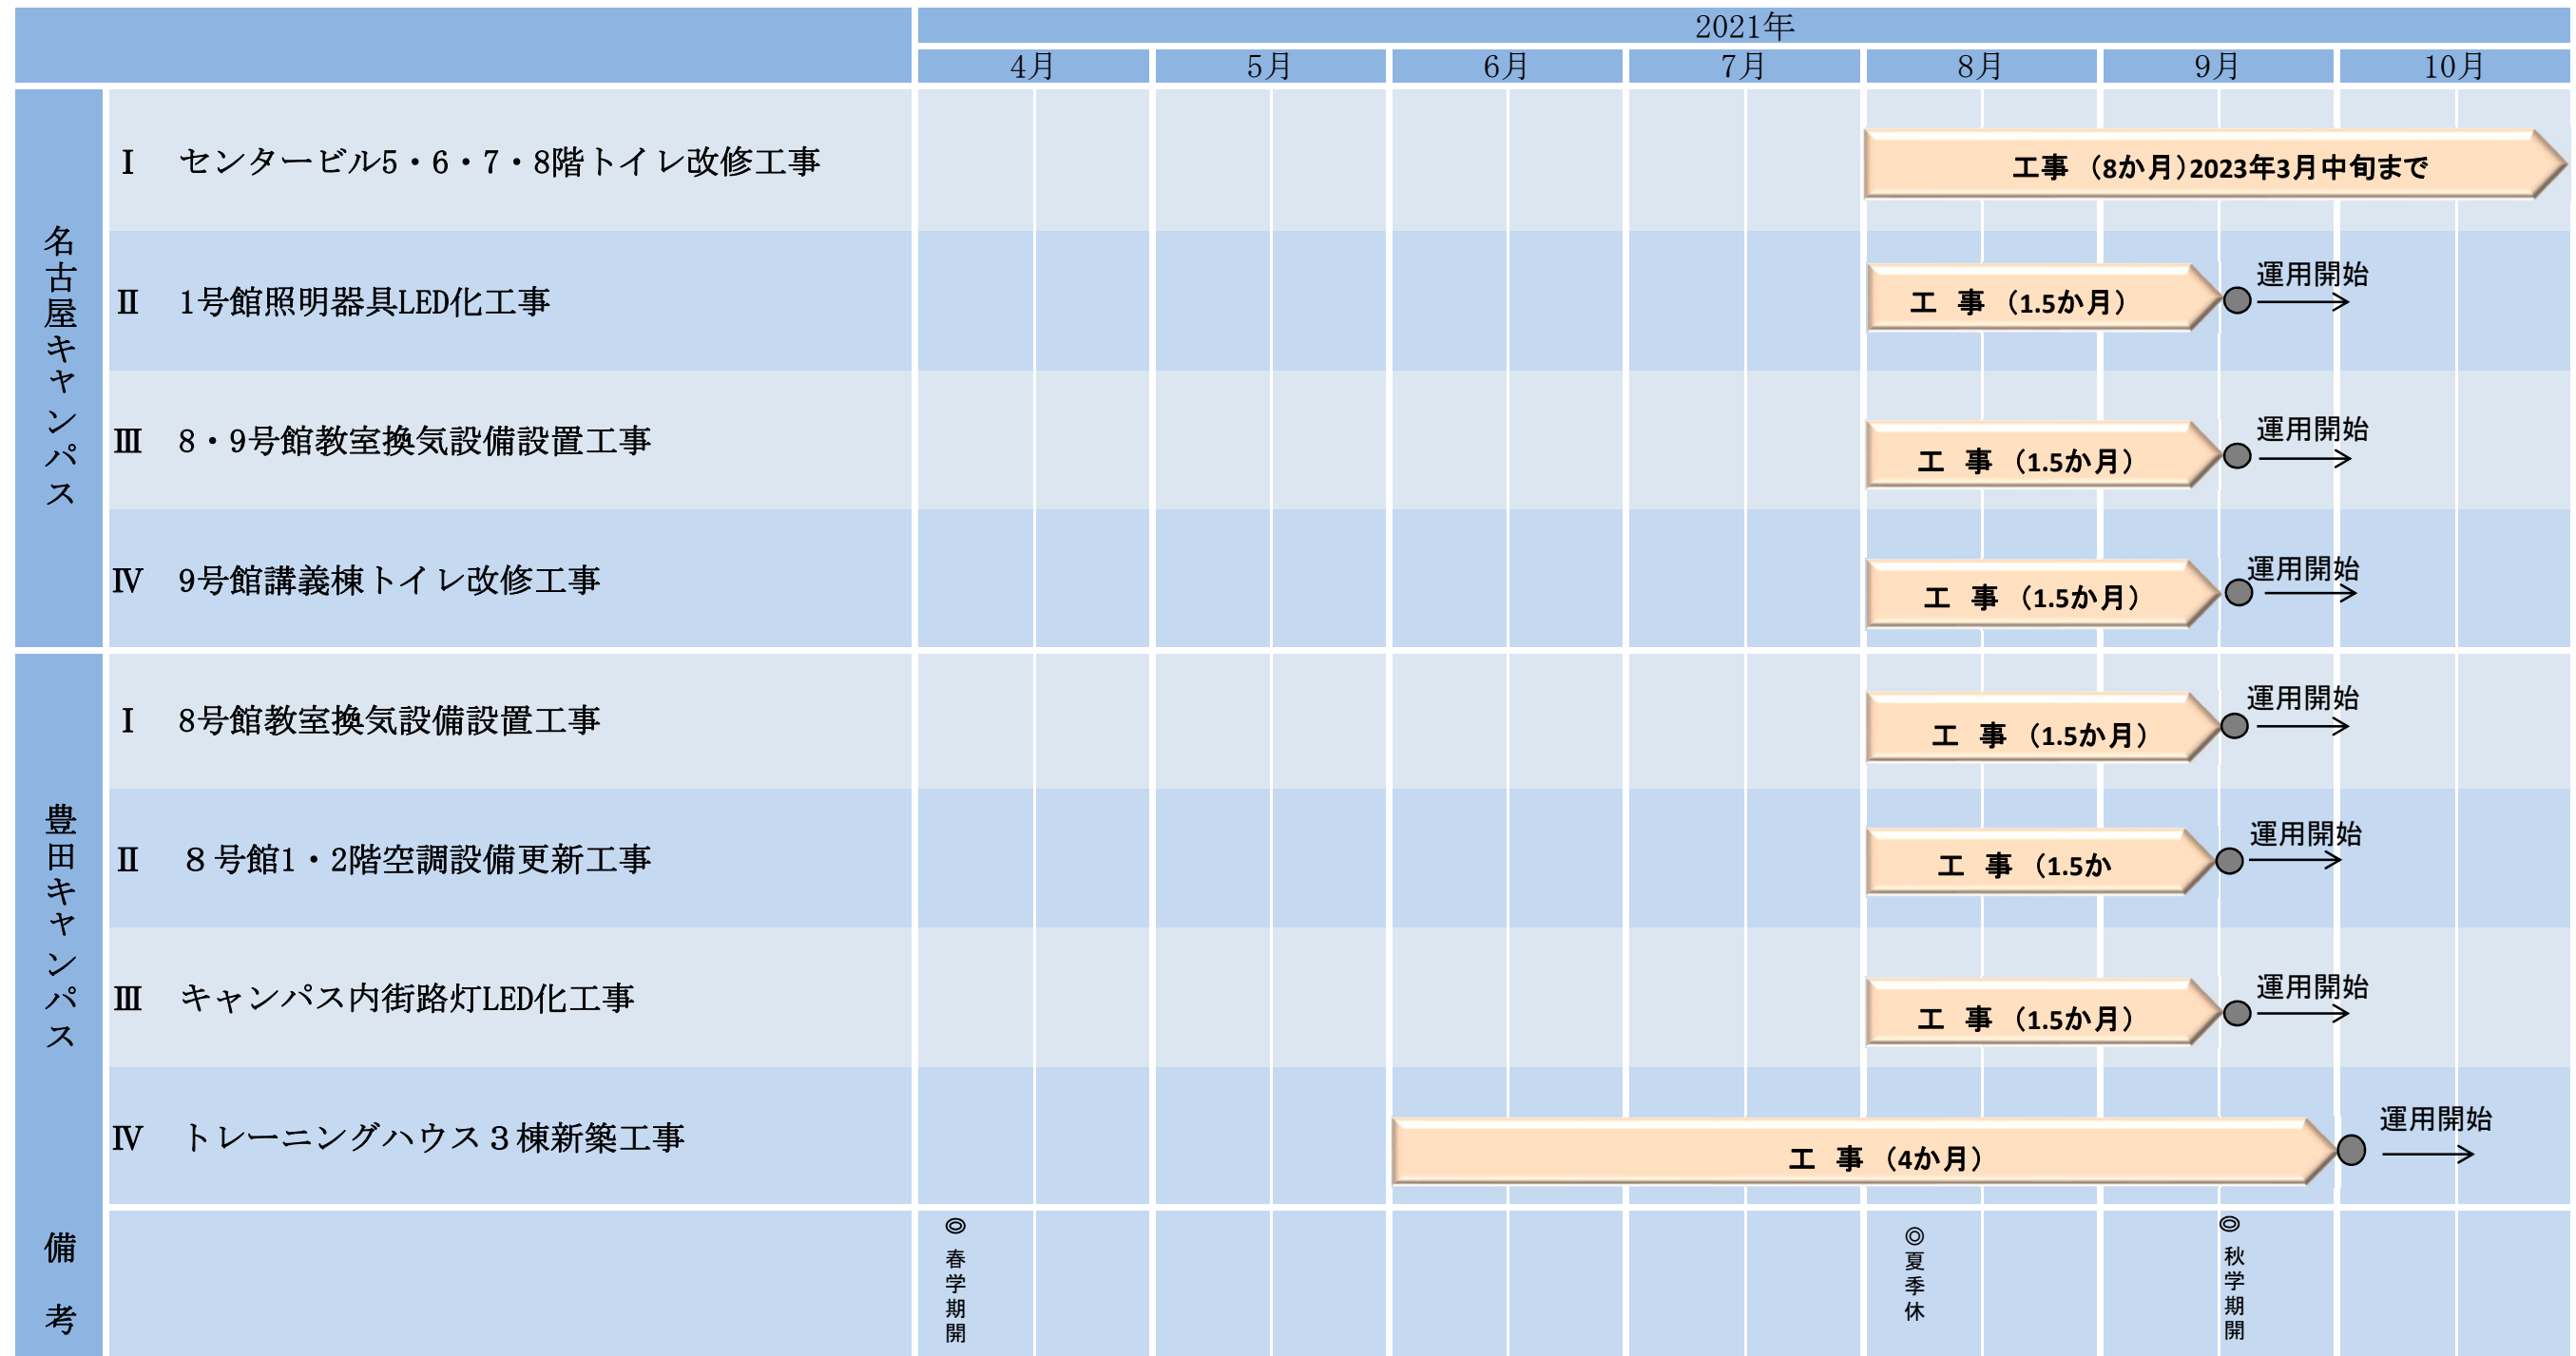 2021年
4月 5月 6月 7月 8月 9月 10月
名古屋キャンパス
Ⅰ センタービル5・6・7・8階トイレ改修工事
工事 （8か月）2023年3月中旬まで
Ⅱ 1号館照明器具LED化工事
工 事 （1.5か月）
運用開始
Ⅲ 8・9号館教室換気設備設置工事
工 事 （1.5か月）
運用開始
Ⅳ 9号館講義棟トイレ改修工事
工 事 （1.5か月）
運用開始
豊田キャンパス
Ⅰ 8号館教室換気設備設置工事
工 事 （1.5か月）
運用開始
Ⅱ ８号館1・2階空調設備更新工事
工 事 （1.5か
運用開始
Ⅲ キャンパス内街路灯LED化工事
工 事 （1.5か月）
運用開始
Ⅳ トレーニングハウス３棟新築工事
工 事 （4か月）
運用開始
備考
◎春学期開
◎夏季休
◎秋学期開